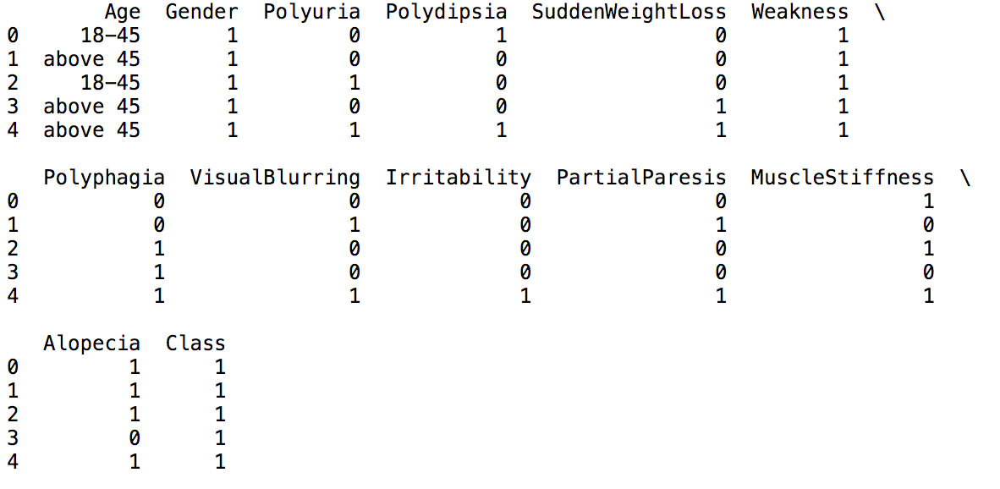 Age  Gender  Polyuria  Polydipsia  SuddenWeightLoss  Weakness  \
0     18-45       1         0           1                 0         1
1  above 45       1         0           0                 0         1
2     18-45       1         1           0                 0         1
3  above 45       1         0           0                 1         1
4  above 45       1         1           1                 1         1

   Polyphagia  VisualBlurring  Irritability  PartialParesis  MuscleStiffness  \
0           0               0             0               0                1
1           0               1             0               1                0
2           1               0             0               0                1
3           1               0             0               0                0
4           1               1             1               1                1

   Alopecia  Class
0         1      1
1         1      1
2         1      1
3         0      1
4         1      1